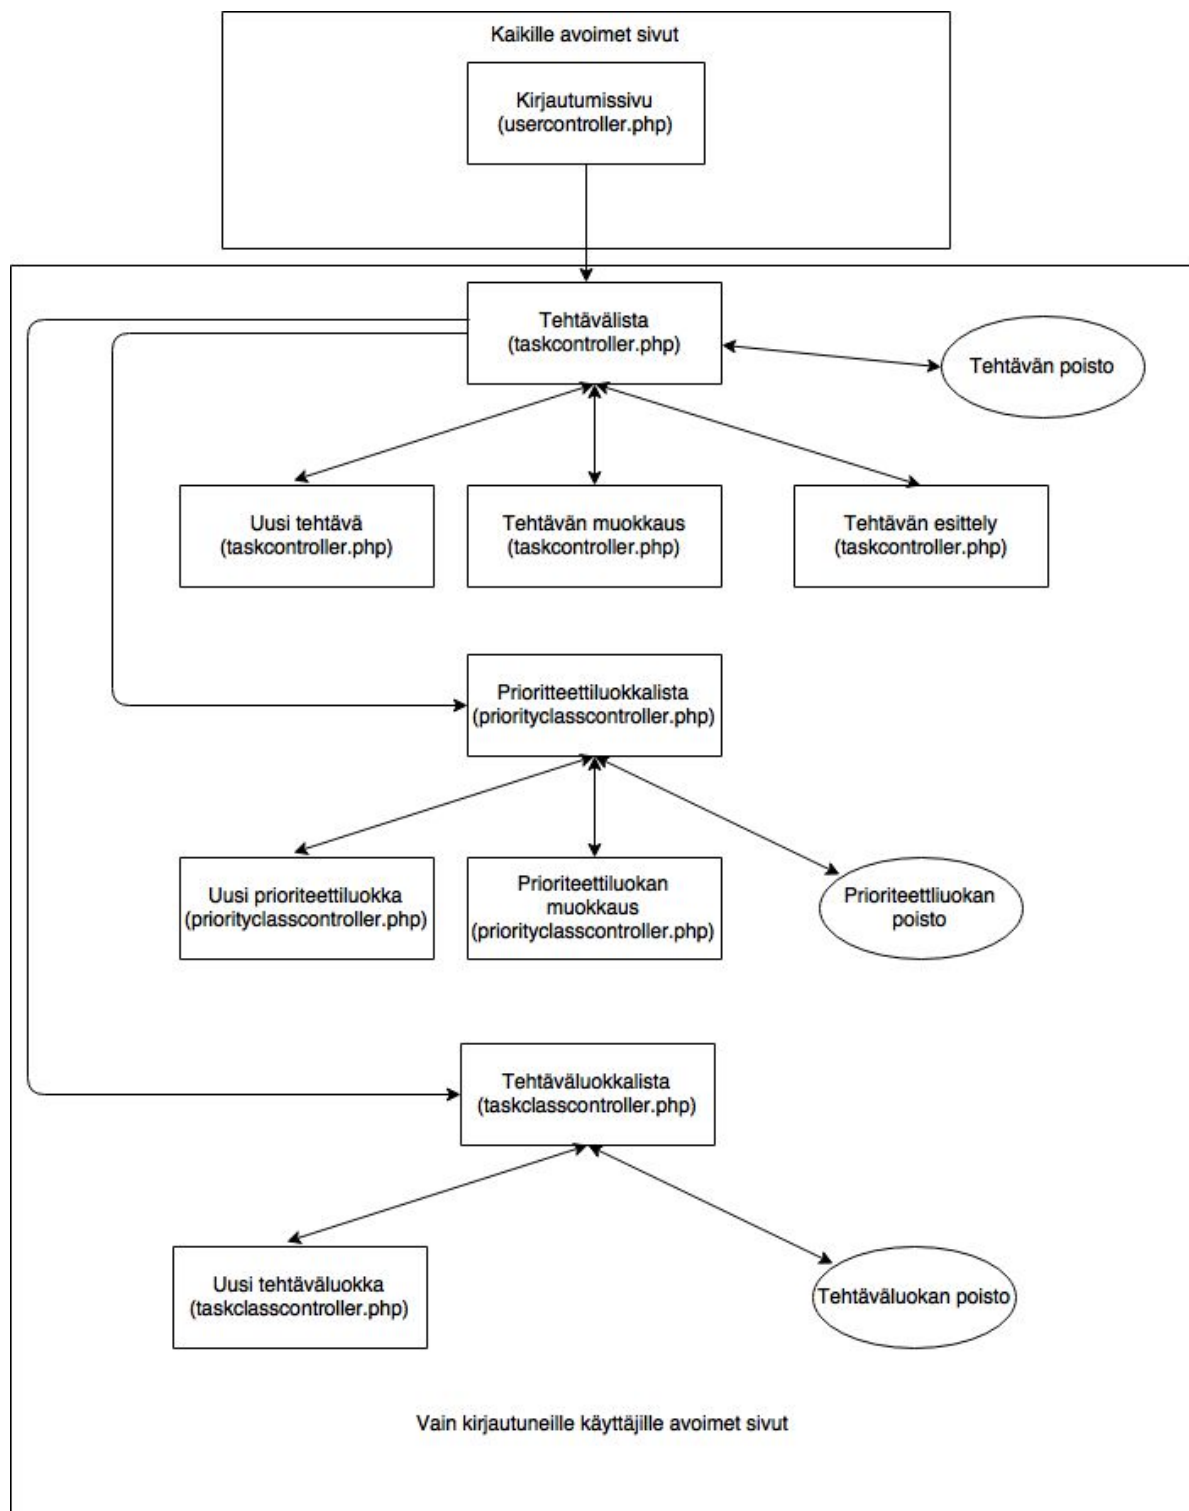 Kaikille avoimet sivut
Kirjautumissivu
(usercontroller.php)
Tehtävälista
(taskcontroller.php)
Tehtävän poisto
Uusi tehtävä
(taskcontroller.php)
Tehtävän muokkaus
(taskcontroller.php)
Tehtävän esittely
(taskcontroller.php)
Prioritteettiluokkalista
(priorityclasscontroller.php)
Uusi prioriteettiluokka
(priorityclasscontroller.php)
Prioriteettiluokan
muokkaus
(priorityclasscontroller.php)
Prioriteettliuokan
poisto
Tehtäväluokkalista
(taskclasscontroller.php)
Uusi tehtäväluokka
(taskclasscontroller.php)
Tehtäväluokan poisto
Vain kirjautuneille käyttäjille avoimet sivut